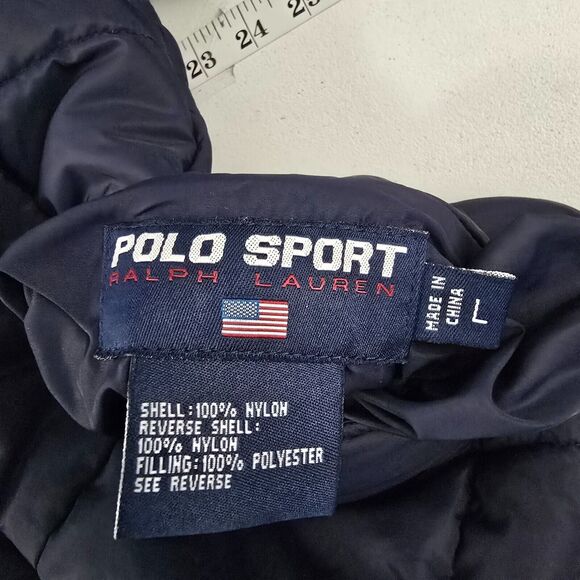 23 24 25
POLO SPORT
RALPH LAUREN
MADE IN
CHINA
L
SHELL:100% NYLON
REVERSE SHELL:
100% NYLON
FILLING:100% POLYESTER
SEE REVERSE